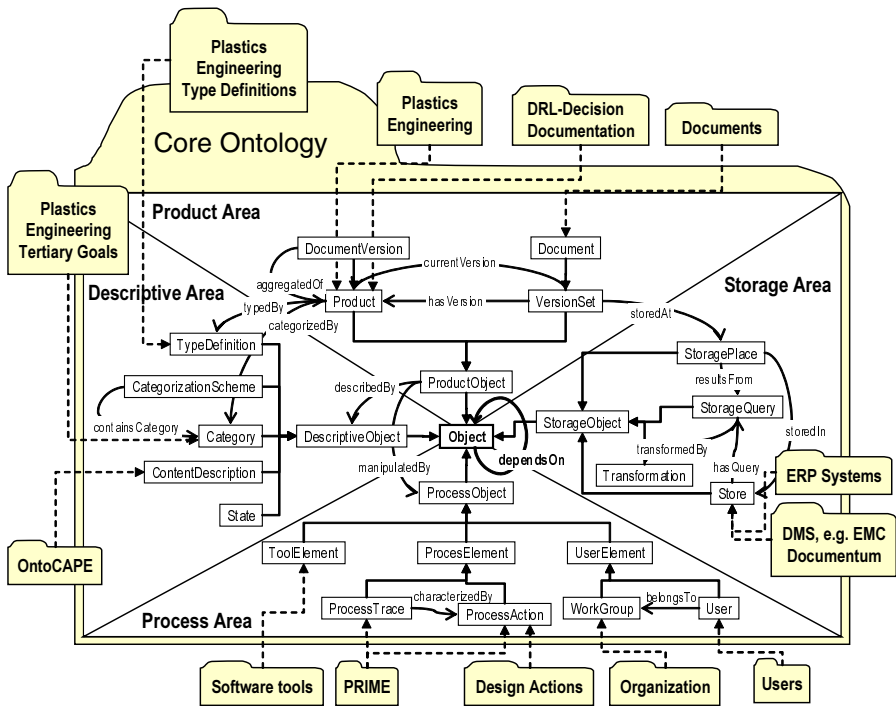 Plastics
Engineering
Type Definitions
Plastics
Engineering
DRL-Decision
Documentation
Documents
Core Ontology
Plastics
Engineering
Tertiary Goals
Product Area
DocumentVersion
Document
currentVersion
aggregatedOf
Descriptive Area
Storage Area
Product
hasVersion
VersionSet
typedBy
storedAt
categorizedBy
TypeDefinition
StoragePlace
describedBy
ProductObject
resultsFrom
CategorizationScheme
StorageQuery
StorageObject
containsCategory
Category
DescriptiveObject
Object
transformedBy
storedIn
dependsOn
manipulatedBy
hasQuery
ContentDescription
Transformation
ERP Systems
ProcessObject
Store
State
DMS, e.g. EMC
Documentum
OntoCAPE
ToolElement
ProcesElement
UserElement
ProcessTrace
characterizedBy
ProcessAction
WorkGroup
belongsTo
User
Process Area
Software tools
PRIME
Design Actions
Organization
Users